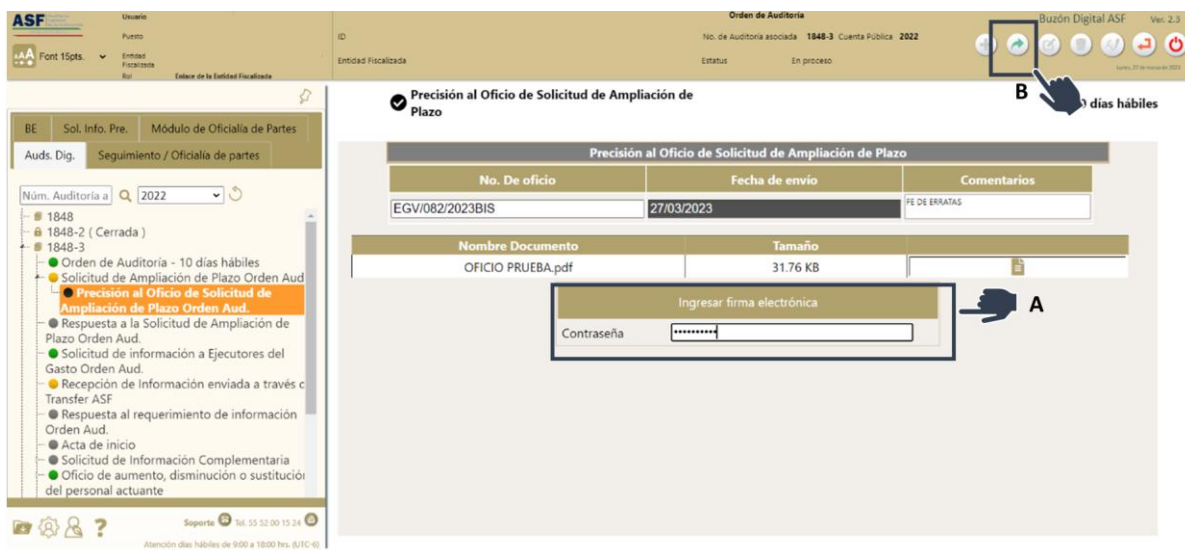 ASF
Usuario
Puesto
Entidad Fiscalizada
Rol Enlace de la Entidad Fiscalizada
AAA Font 15pts.
ID
Entidad Fiscalizada
Orden de Auditoría
No. de Auditoría asociada 1848-3 Cuenta Pública 2022
Estatus En proceso
Buzón Digital ASF Ver. 2.3
Lunes, 27 de marzo de 2023
B
BE Sol. Info. Pre. Módulo de Oficialía de Partes
Auds. Dig. Seguimiento / Oficialía de partes
Núm. Auditoría a 2022
1848
1848-2 ( Cerrada )
1848-3
Orden de Auditoría - 10 días hábiles
Solicitud de Ampliación de Plazo Orden Aud
Precisión al Oficio de Solicitud de
Ampliación de Plazo Orden Aud.
Respuesta a la Solicitud de Ampliación de
Plazo Orden Aud.
Solicitud de información a Ejecutores del
Gasto Orden Aud.
Recepción de Información enviada a través c
Transfer ASF
Respuesta al requerimiento de información
Orden Aud.
Acta de inicio
Solicitud de Información Complementaria
Oficio de aumento, disminución o sustitución
del personal actuante
? Soporte Tel. 55 52 00 15 24
Atención días hábiles de 9:00 a 18:00 hrs. (UTC-6)
Precisión al Oficio de Solicitud de Ampliación de
Plazo
días hábiles
Precisión al Oficio de Solicitud de Ampliación de Plazo
No. De oficio Fecha de envío Comentarios
EGV/082/2023BIS 27/03/2023 FE DE ERRATAS
Nombre Documento Tamaño
OFICIO PRUEBA.pdf 31.76 KB
Ingresar firma electrónica
Contraseña ••••••••••
A